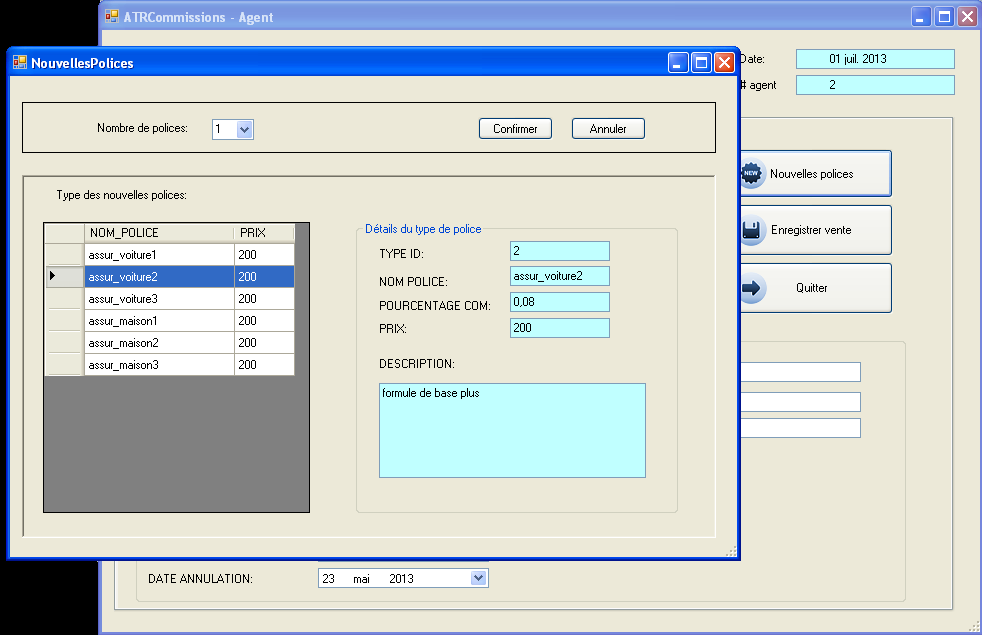 ATRCommissions - Agent
NouvellesPolices
Date: 01 juil. 2013
# agent 2
Nombre de polices: 1 Confirmer Annuler
Nouvelles polices
NEW
Enregistrer vente
Quitter
Type des nouvelles polices:
NOM_POLICE PRIX
assur_voiture1 200
assur_voiture2 200
assur_voiture3 200
assur_maison1 200
assur_maison2 200
assur_maison3 200
Détails du type de police
TYPE ID: 2
NOM POLICE: assur_voiture2
POURCENTAGE COM: 0,08
PRIX: 200
DESCRIPTION:
formule de base plus
DATE ANNULATION: 23 mai 2013